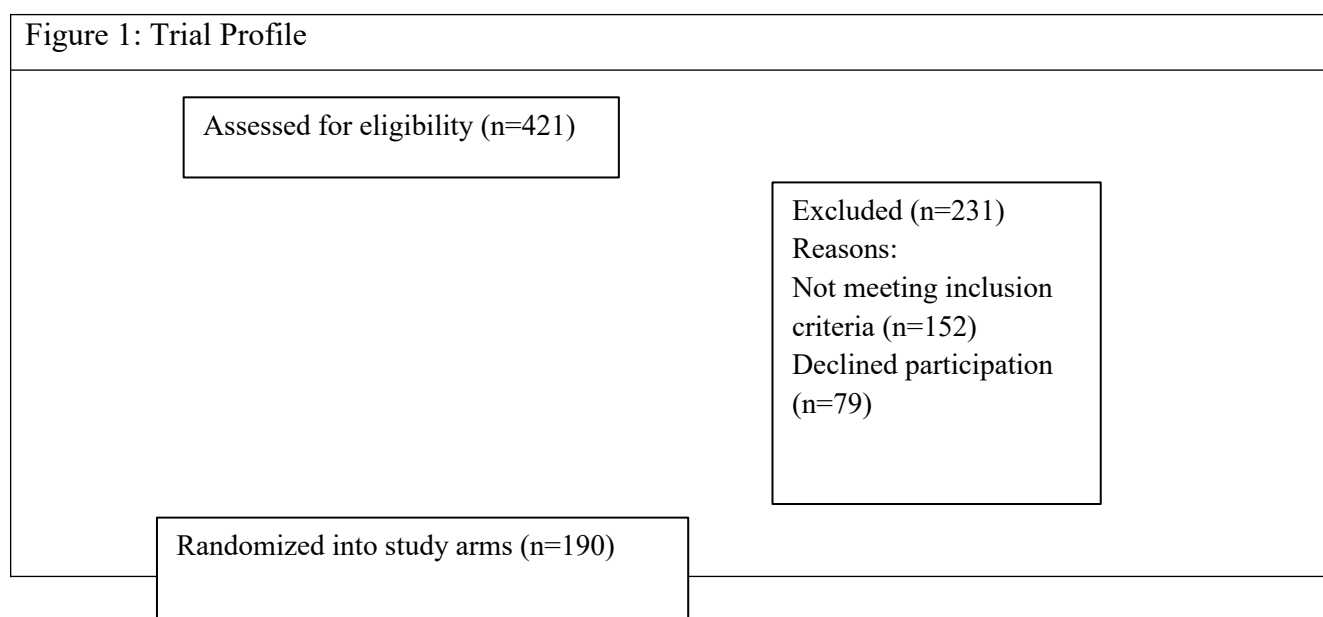 Figure 1: Trial Profile
Assessed for eligibility (n=421)
Excluded (n=231)
Reasons:
Not meeting inclusion
criteria (n=152)
Declined participation
(n=79)
Randomized into study arms (n=190)